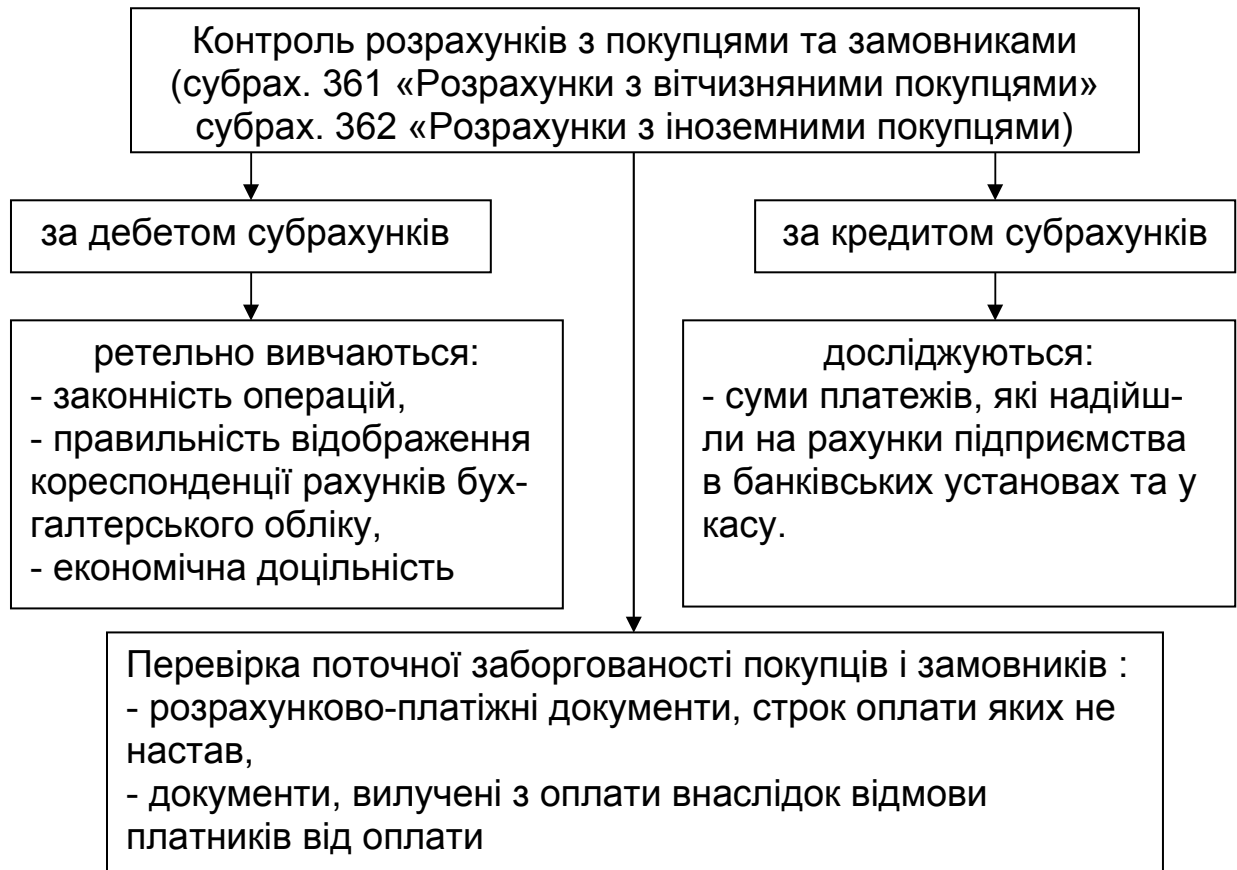 Контроль розрахунків з покупцями та замовниками
(субрах. 361 «Розрахунки з вітчизняними покупцями»
субрах. 362 «Розрахунки з іноземними покупцями)
за дебетом субрахунків
за кредитом субрахунків
ретельно вивчаються:
- законність операцій,
- правильність відображення
кореспонденції рахунків бух-
галтерського обліку,
- економічна доцільність
досліджуються:
- суми платежів, які надійш-
ли на рахунки підприємства
в банківських установах та у
касу.
Перевірка поточної заборгованості покупців і замовників :
- розрахунково-платіжні документи, строк оплати яких не
настав,
- документи, вилучені з оплати внаслідок відмови
платників від оплати